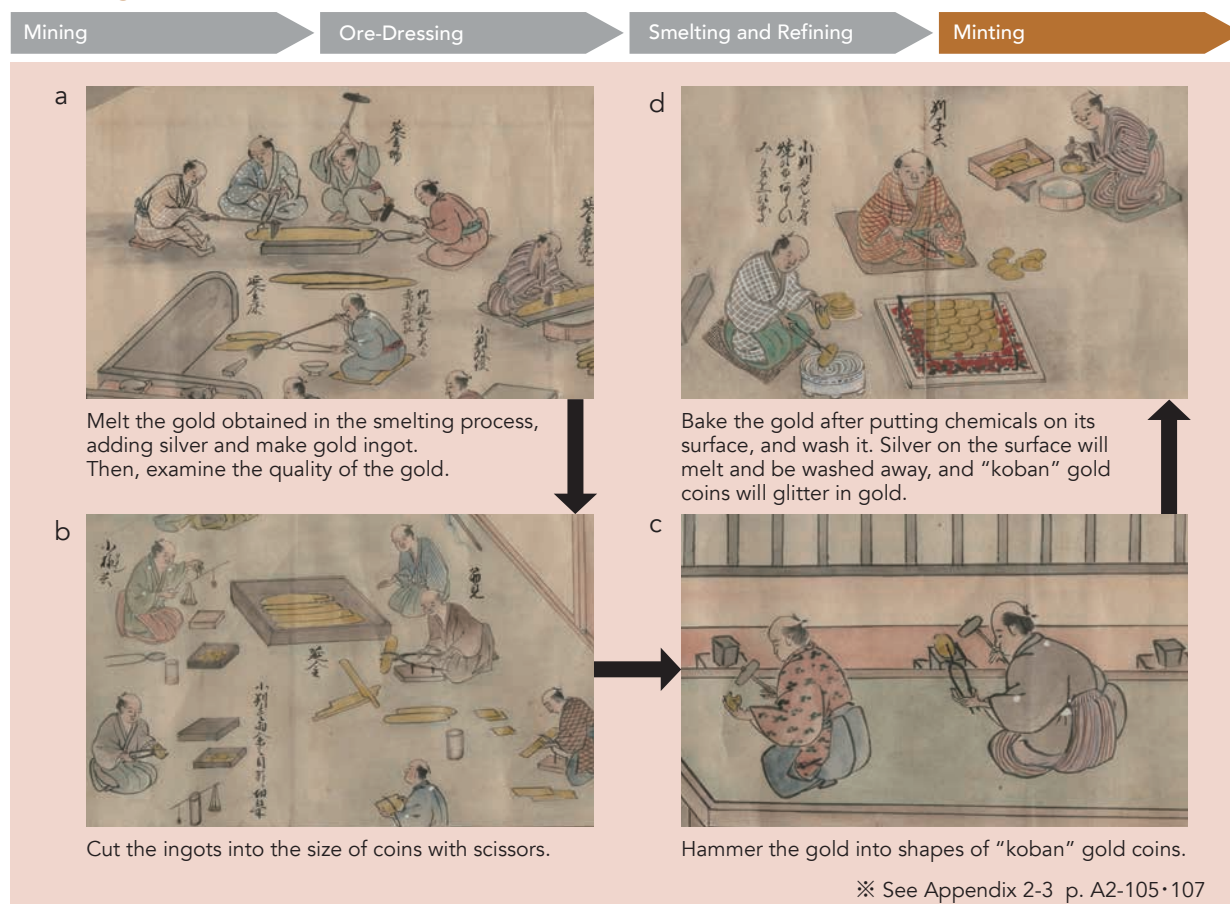 Mining
Ore-Dressing
Smelting and Refining
Minting
a
Melt the gold obtained in the smelting process,
adding silver and make gold ingot.
Then, examine the quality of the gold.
b
Cut the ingots into the size of coins with scissors.
c
Hammer the gold into shapes of “koban” gold coins.
d
Bake the gold after putting chemicals on its
surface, and wash it. Silver on the surface will
melt and be washed away, and “koban” gold
coins will glitter in gold.
※ See Appendix 2-3 p. A2-105・107